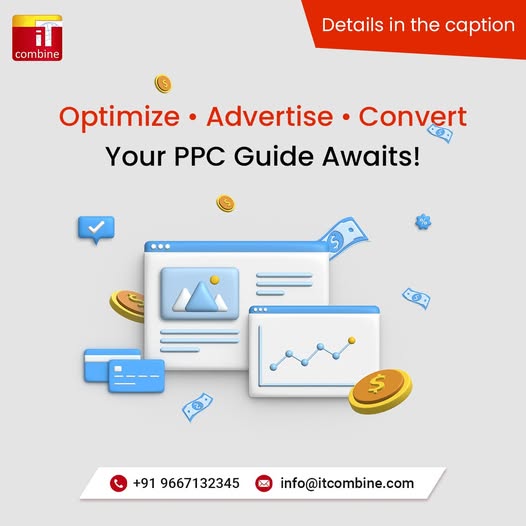 iT
combine
Details in the caption
Optimize • Advertise • Convert
Your PPC Guide Awaits!
+91 9667132345 info@itcombine.com